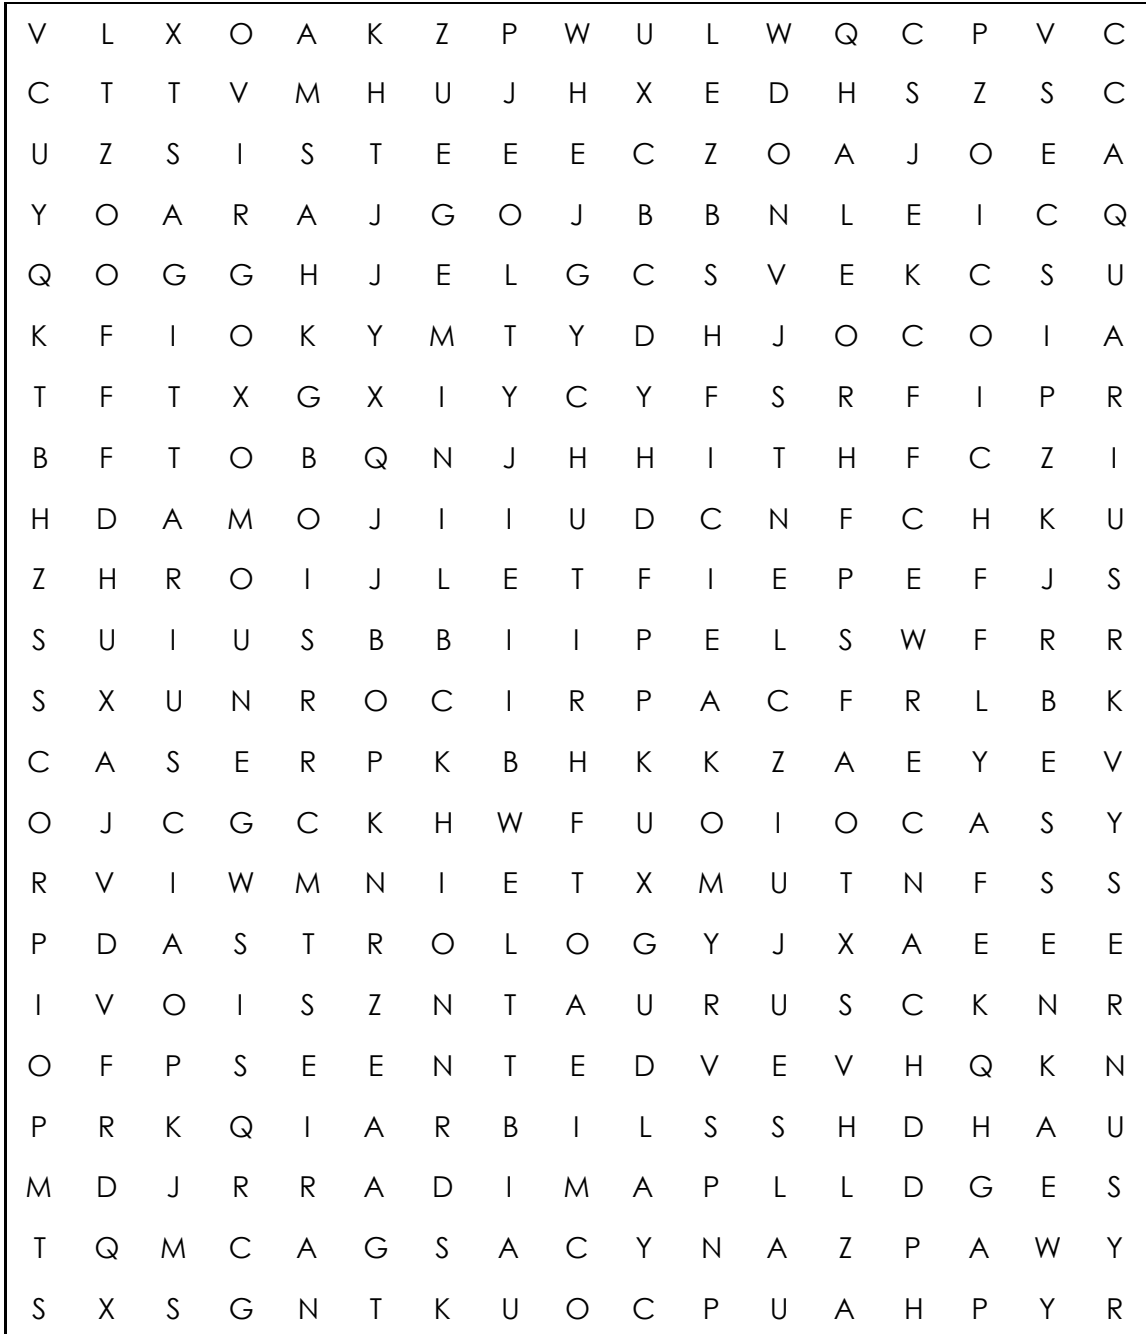 V L X O A K Z P W U L W Q C P V C
C T T V M H U J H X E D H S Z S C
U Z S I S T E E E C Z O A J O E A
Y O A R A J G O J B B N L E I C Q
Q O G G H J E L G C S V E K C S U
K F I O K Y M T Y D H J O C O I A
T F T X G X I Y C Y F S R F I P R
B F T O B Q N J H H I T H F C Z I
H D A M O J I I U D C N F C H K U
Z H R O I J L E T F I E P E F J S
S U I U S B B I I P E L S W F R R
S X U N R O C I R P A C F R L B K
C A S E R P K B H K K Z A E Y E V
O J C G C K H W F U O I O C A S Y
R V I W M N I E T X M U T N F S S
P D A S T R O L O G Y J X A E E E
I V O I S Z N T A U R U S C K N R
O F P S E E N T E D V E V H Q K N
P R K Q I A R B I L S S H D H A U
M D J R R A D I M A P L L D G E S
T Q M C A G S A C Y N A Z P A W Y
S X S G N T K U O C P U A H P Y R